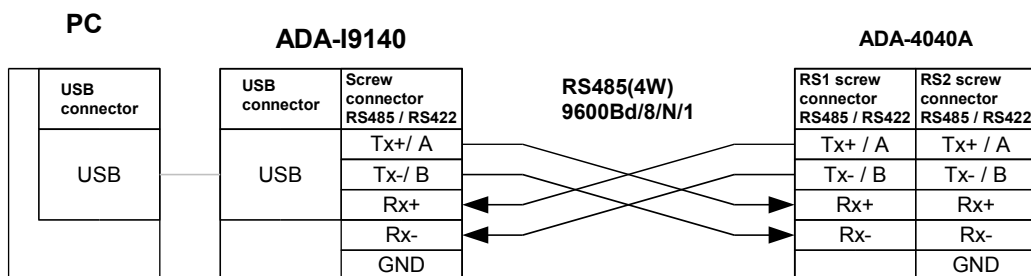 PC
ADA-I9140
ADA-4040A
USB
connector
USB
USB
connector
Screw
connector
RS485 / RS422
USB
Tx+/ A
Tx-/ B
Rx+
Rx-
GND
RS485(4W)
9600Bd/8/N/1
RS1 screw
connector
RS485 / RS422
RS2 screw
connector
RS485 / RS422
Tx+ / A
Tx+ / A
Tx- / B
Tx- / B
Rx+
Rx+
Rx-
Rx-
GND